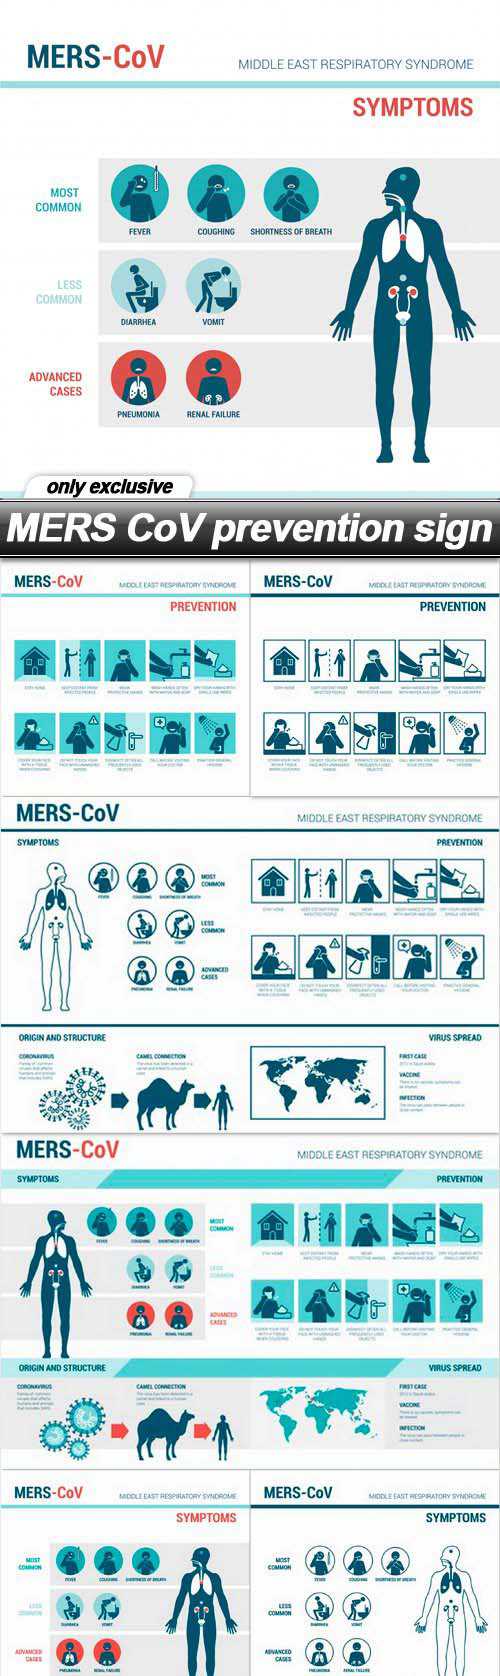 MERS-CoV
MIDDLE EAST RESPIRATORY SYNDROME
SYMPTOMS
MOST COMMON
FEVER
COUGHING
SHORTNESS OF BREATH
LESS COMMON
DIARRHEA
VOMIT
ADVANCED CASES
PNEUMONIA
RENAL FAILURE
only exclusive
MERS CoV prevention sign
MERS-CoV
MIDDLE EAST RESPIRATORY SYNDROME
PREVENTION
STAY HOME
KEEP DISTANT FROM INFECTED PEOPLE
WEAR PROTECTIVE MASKS
WASH HANDS OFTEN WITH WATER AND SOAP
DRY YOUR HANDS WITH SINGLE USE WIPES
COVER YOUR FACE WITH A TISSUE WHEN COUGHING
DO NOT TOUCH YOUR FACE WITH UNWASHED HANDS
DISINFECT OFTEN ALL FREQUENTLY USED OBJECTS
CALL BEFORE VISITING YOUR DOCTOR
PRACTICE GENERAL HYGIENE
MERS-CoV
MIDDLE EAST RESPIRATORY SYNDROME
PREVENTION
STAY HOME
KEEP DISTANT FROM INFECTED PEOPLE
WEAR PROTECTIVE MASKS
WASH HANDS OFTEN WITH WATER AND SOAP
DRY YOUR HANDS WITH SINGLE USE WIPES
COVER YOUR FACE WITH A TISSUE WHEN COUGHING
DO NOT TOUCH YOUR FACE WITH UNWASHED HANDS
DISINFECT OFTEN ALL FREQUENTLY USED OBJECTS
CALL BEFORE VISITING YOUR DOCTOR
PRACTICE GENERAL HYGIENE
MERS-CoV
MIDDLE EAST RESPIRATORY SYNDROME
SYMPTOMS
PREVENTION
FEVER
COUGHING
SHORTNESS OF BREATH
MOST COMMON
DIARRHEA
VOMIT
LESS COMMON
PNEUMONIA
RENAL FAILURE
ADVANCED CASES
STAY HOME
KEEP DISTANT FROM INFECTED PEOPLE
WEAR PROTECTIVE MASKS
WASH HANDS OFTEN WITH WATER AND SOAP
DRY YOUR HANDS WITH SINGLE USE WIPES
COVER YOUR FACE WITH A TISSUE WHEN COUGHING
DO NOT TOUCH YOUR FACE WITH UNWASHED HANDS
DISINFECT OFTEN ALL FREQUENTLY USED OBJECTS
CALL BEFORE VISITING YOUR DOCTOR
PRACTICE GENERAL HYGIENE
ORIGIN AND STRUCTURE
VIRUS SPREAD
CORONAVIRUS
CAMEL CONNECTION
FIRST CASE
VACCINE
INFECTION
MERS-CoV
MIDDLE EAST RESPIRATORY SYNDROME
SYMPTOMS
PREVENTION
FEVER
COUGHING
SHORTNESS OF BREATH
MOST COMMON
DIARRHEA
VOMIT
LESS COMMON
PNEUMONIA
RENAL FAILURE
ADVANCED CASES
STAY HOME
KEEP DISTANT FROM INFECTED PEOPLE
WEAR PROTECTIVE MASKS
WASH HANDS OFTEN WITH WATER AND SOAP
DRY YOUR HANDS WITH SINGLE USE WIPES
COVER YOUR FACE WITH A TISSUE WHEN COUGHING
DO NOT TOUCH YOUR FACE WITH UNWASHED HANDS
DISINFECT OFTEN ALL FREQUENTLY USED OBJECTS
CALL BEFORE VISITING YOUR DOCTOR
PRACTICE GENERAL HYGIENE
ORIGIN AND STRUCTURE
VIRUS SPREAD
CORONAVIRUS
CAMEL CONNECTION
FIRST CASE
VACCINE
INFECTION
MERS-CoV
MIDDLE EAST RESPIRATORY SYNDROME
SYMPTOMS
MOST COMMON
FEVER
COUGHING
SHORTNESS OF BREATH
LESS COMMON
DIARRHEA
VOMIT
ADVANCED CASES
PNEUMONIA
RENAL FAILURE
MERS-CoV
MIDDLE EAST RESPIRATORY SYNDROME
SYMPTOMS
MOST COMMON
FEVER
COUGHING
SHORTNESS OF BREATH
LESS COMMON
DIARRHEA
VOMIT
ADVANCED CASES
PNEUMONIA
RENAL FAILURE